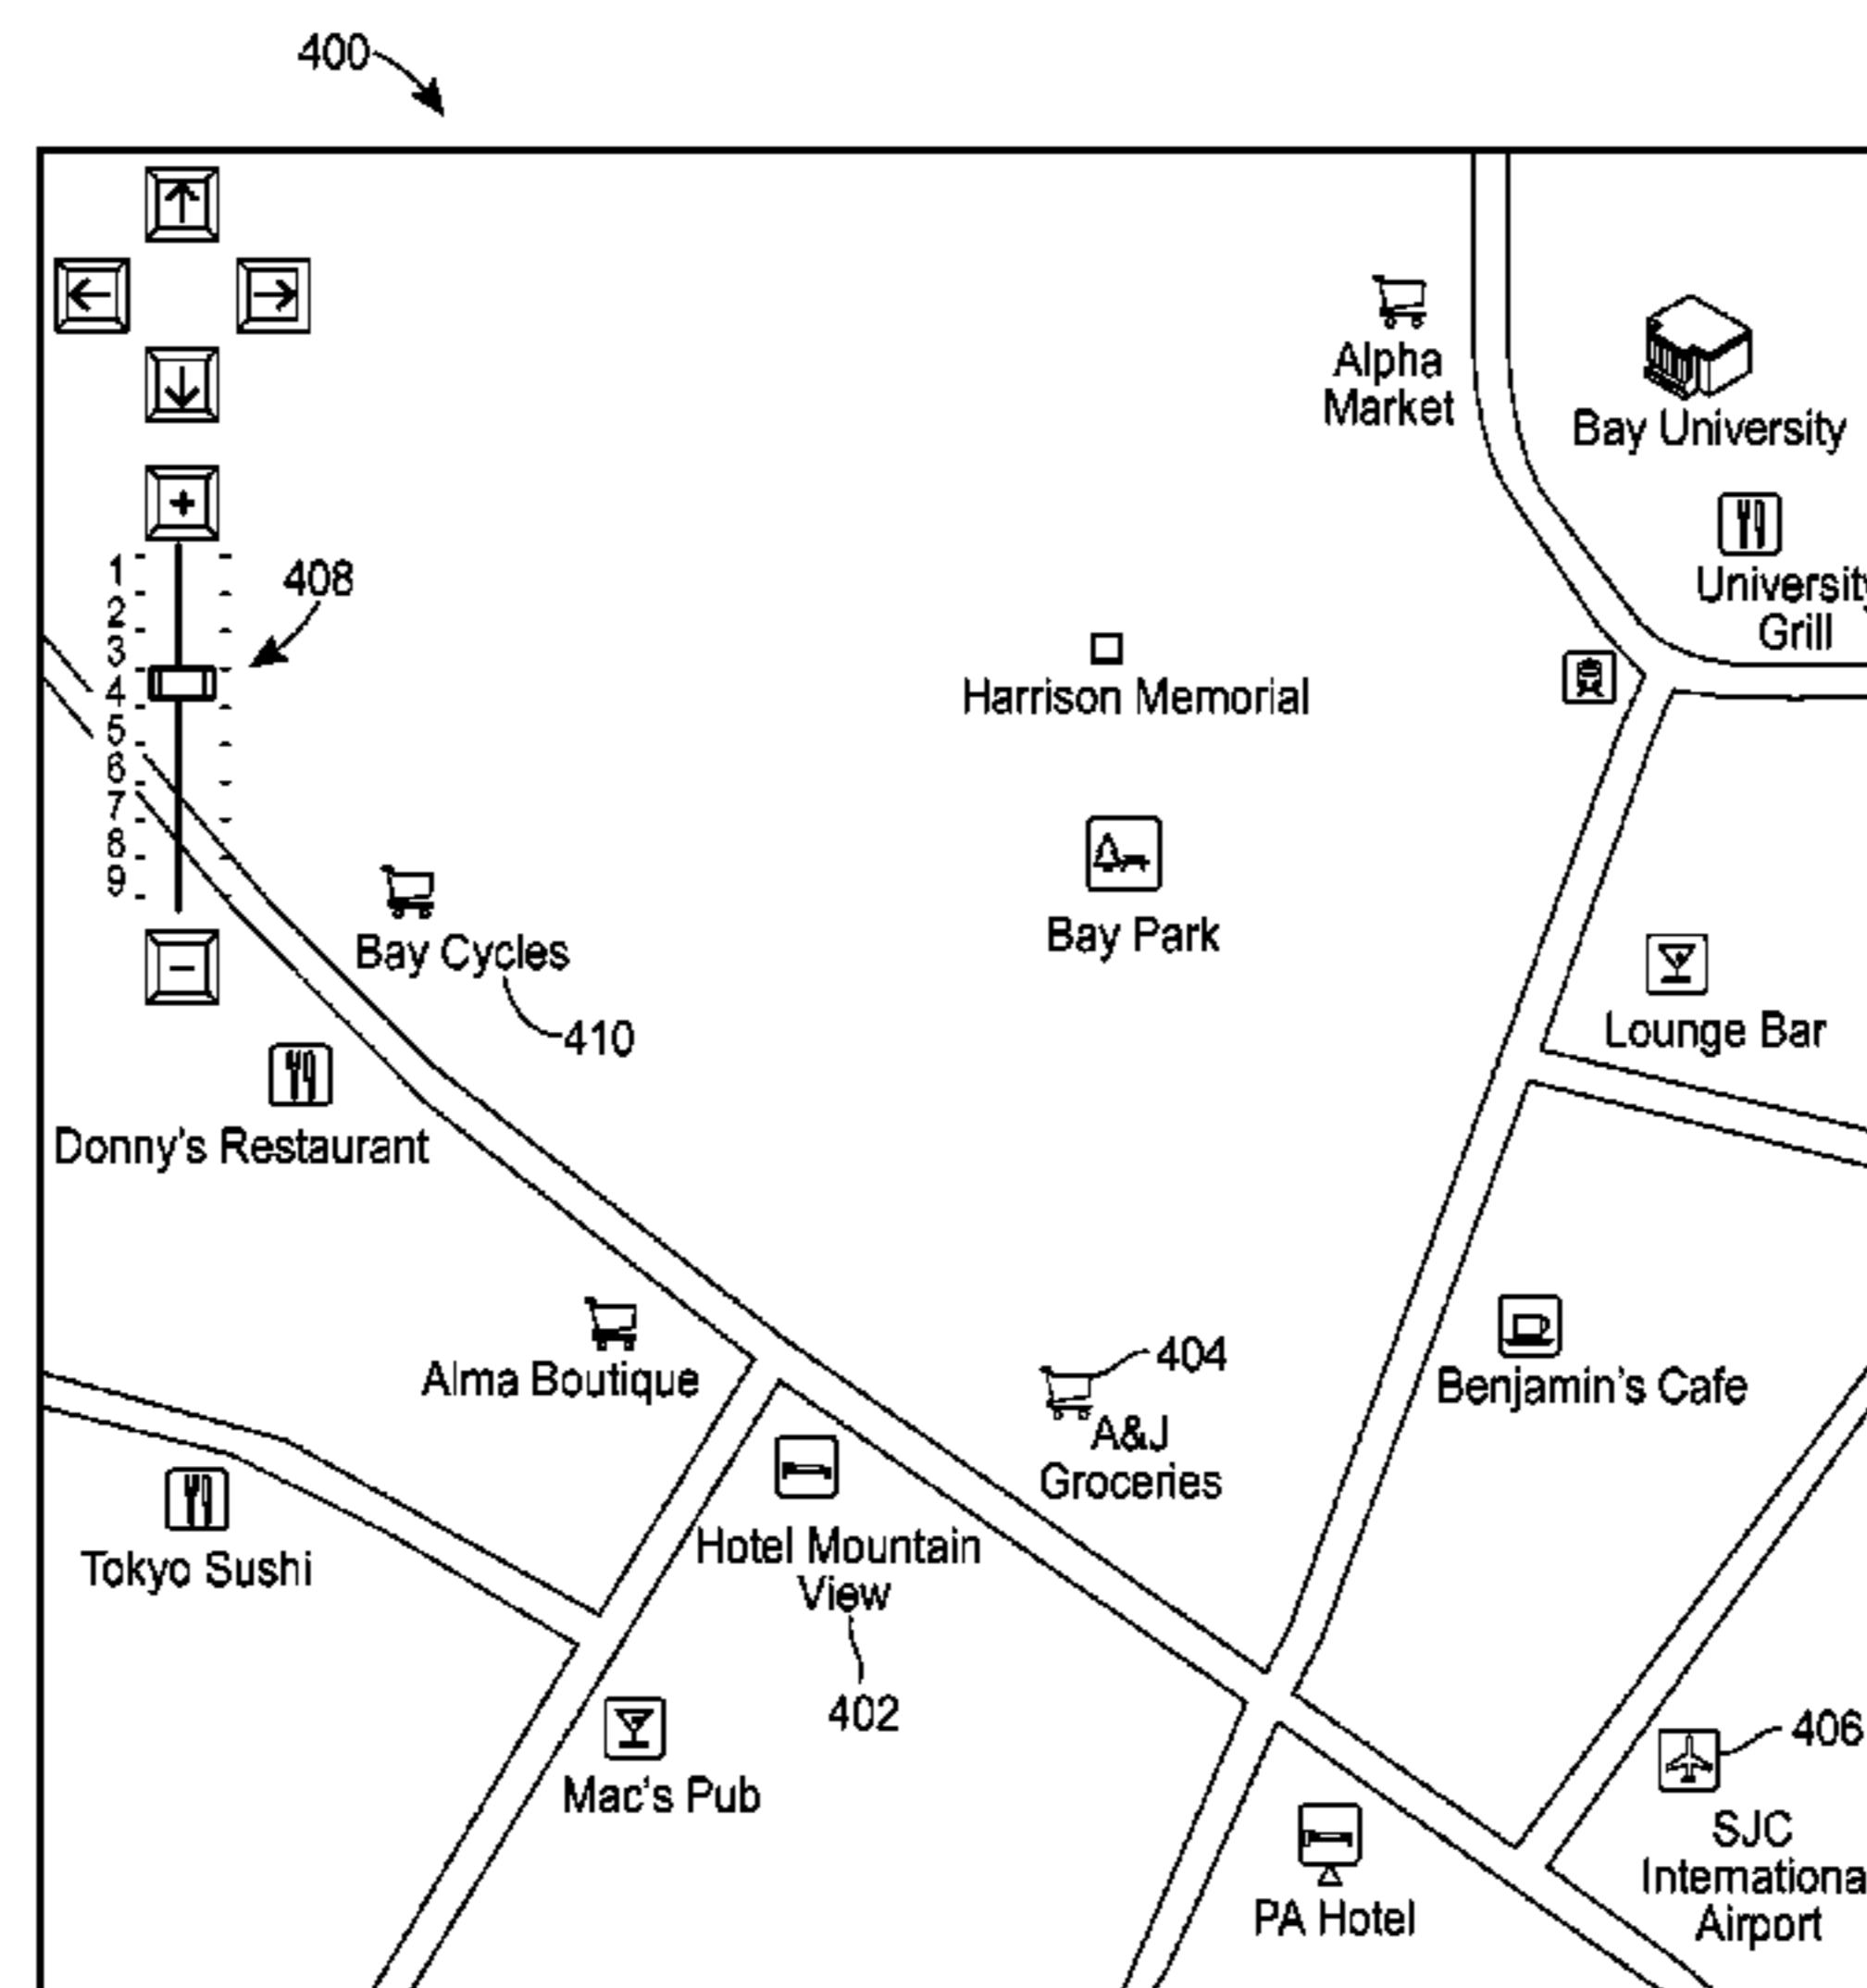 400
Alpha
Market
Bay University
+
1
2
3
4
5
6
7
8
9
408
University
Grill
Harrison Memorial
Bay Park
Bay Cycles
410
−
Lounge Bar
Donny's Restaurant
Alma Boutique
404
A&J
Groceries
Benjamin's Cafe
Tokyo Sushi
Hotel Mountain
View
402
Mac's Pub
406
SJC
Internationa
Airport
PA Hotel